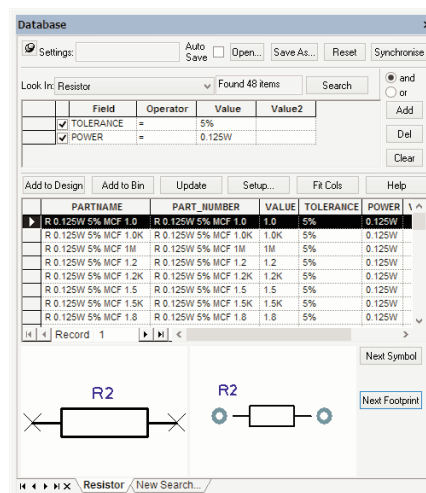 Database
Settings: Auto Save Open... Save As... Reset Synchronise
Look In: Resistor Found 48 items Search and
or
Field Operator Value Value2 Add
TOLERANCE = 5%
POWER = 0.125W Del
Clear
Add to Design Add to Bin Update Setup... Fit Cols Help
PARTNAME PART_NUMBER VALUE TOLERANCE POWER
R 0.125W 5% MCF 1.0 R 0.125W 5% MCF 1.0 1.0 5% 0.125W
R 0.125W 5% MCF 1.0K R 0.125W 5% MCF 1.0K 1.0K 5% 0.125W
R 0.125W 5% MCF 1M R 0.125W 5% MCF 1M 1M 5% 0.125W
R 0.125W 5% MCF 1.2 R 0.125W 5% MCF 1.2 1.2 5% 0.125W
R 0.125W 5% MCF 1.2K R 0.125W 5% MCF 1.2K 1.2K 5% 0.125W
R 0.125W 5% MCF 1.5 R 0.125W 5% MCF 1.5 1.5 5% 0.125W
R 0.125W 5% MCF 1.5K R 0.125W 5% MCF 1.5K 1.5K 5% 0.125W
R 0.125W 5% MCF 1.8 R 0.125W 5% MCF 1.8 1.8 5% 0.125W
Record 1
Next Symbol
R2 R2
Next Footprint
Resistor New Search...